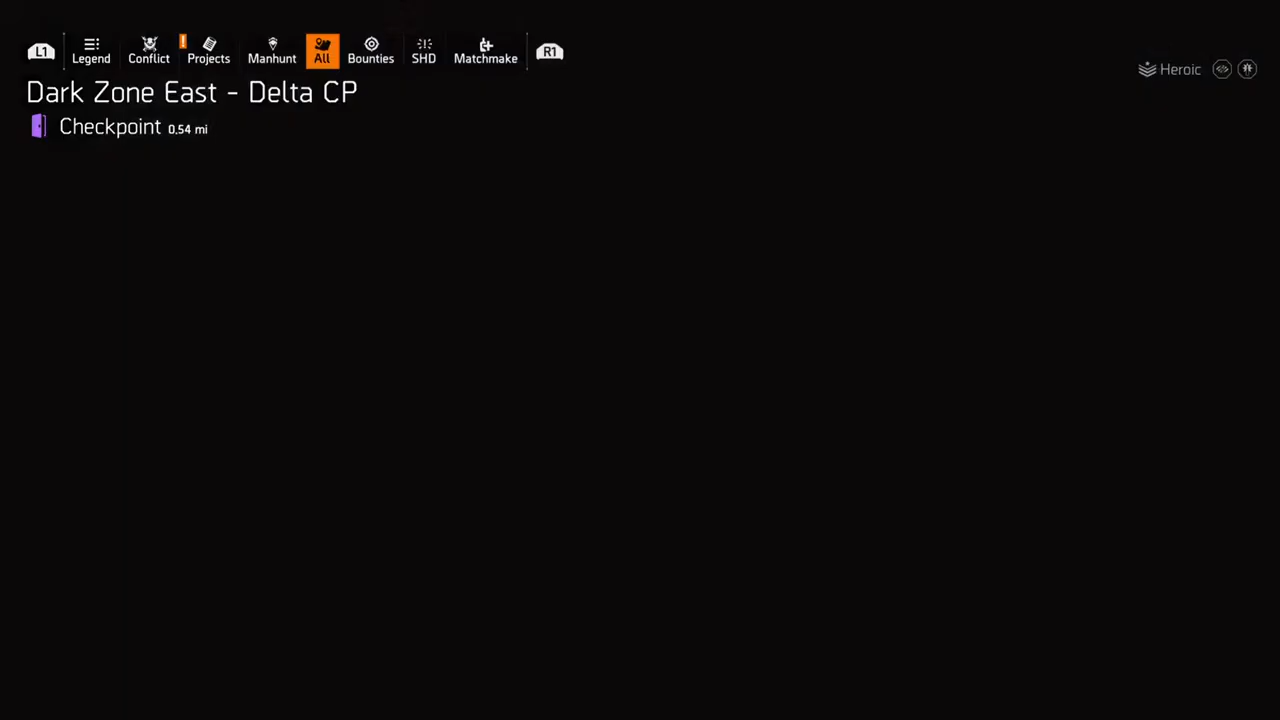 L1 Legend Conflict Projects Manhunt All Bounties SHD Matchmake R1
Heroic
Dark Zone East - Delta CP
Checkpoint 0.54 mi